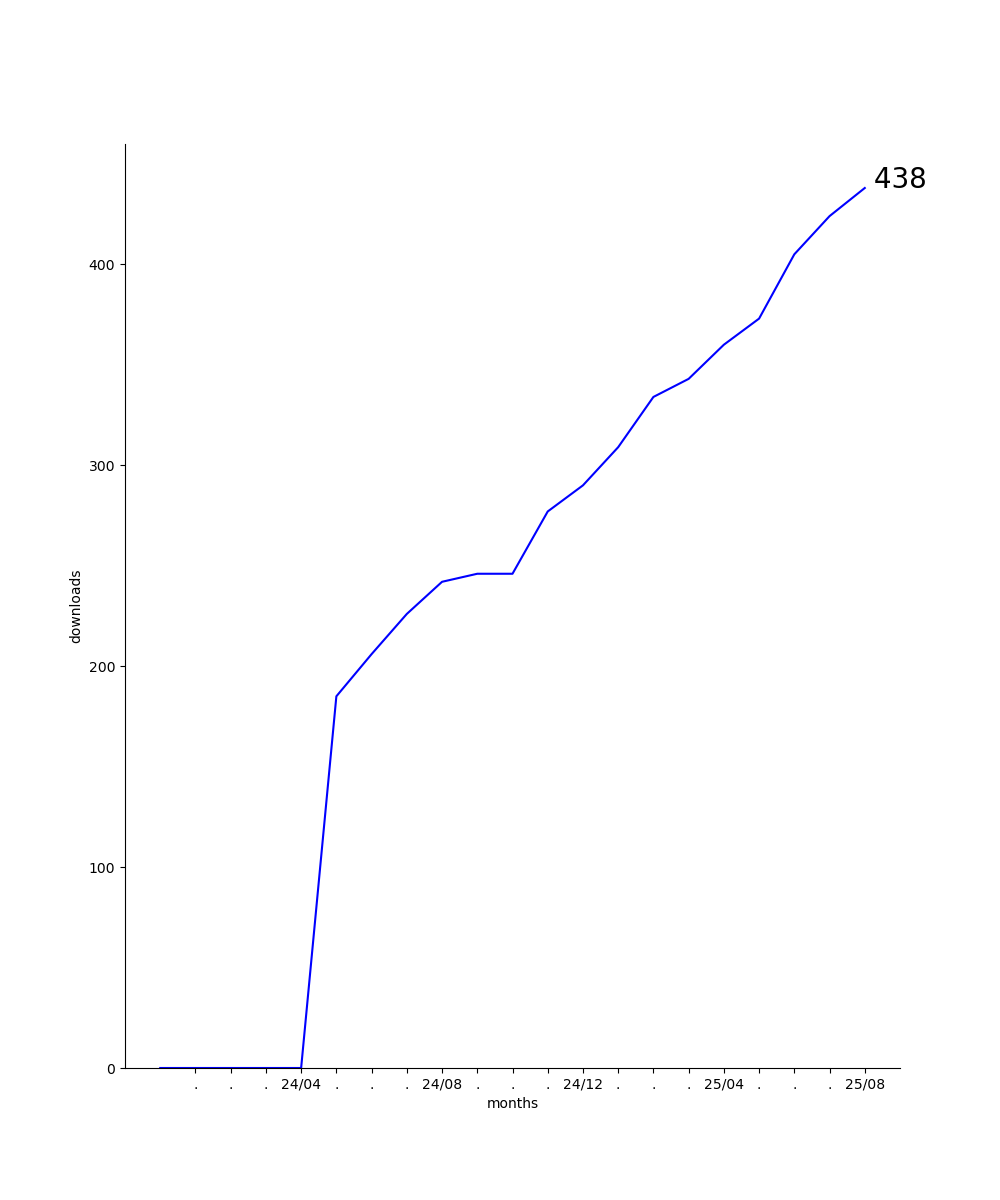 438
400
300
200
100
0
downloads
. . . 24/04 . . . 24/08 . . . 24/12 . . . 25/04 . . . 25/08
months